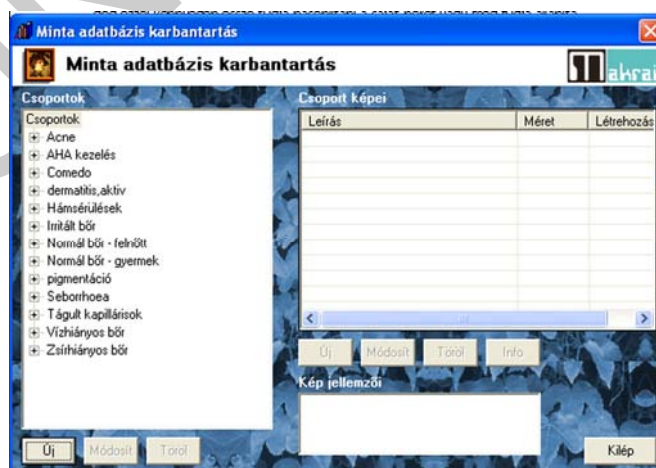 Minta adatbázis karbantartás
Minta adatbázis karbantartás
akrai
Csoportok
Csoportok
Acne
AHA kezelés
Comedo
dermatitis,aktiv
Hámsérülések
Irritált bőr
Normál bőr - felnőtt
Normál bőr - gyermek
pigmentáció
Seborrhoea
Tágult kapillárisok
Vízhiányos bőr
Zsírhiányos bőr
Új Módosít Töröl
Csoport képei
Leírás Méret Létrehozás
Új Módosít Töröl Info
Kép jellemzői
Kilép